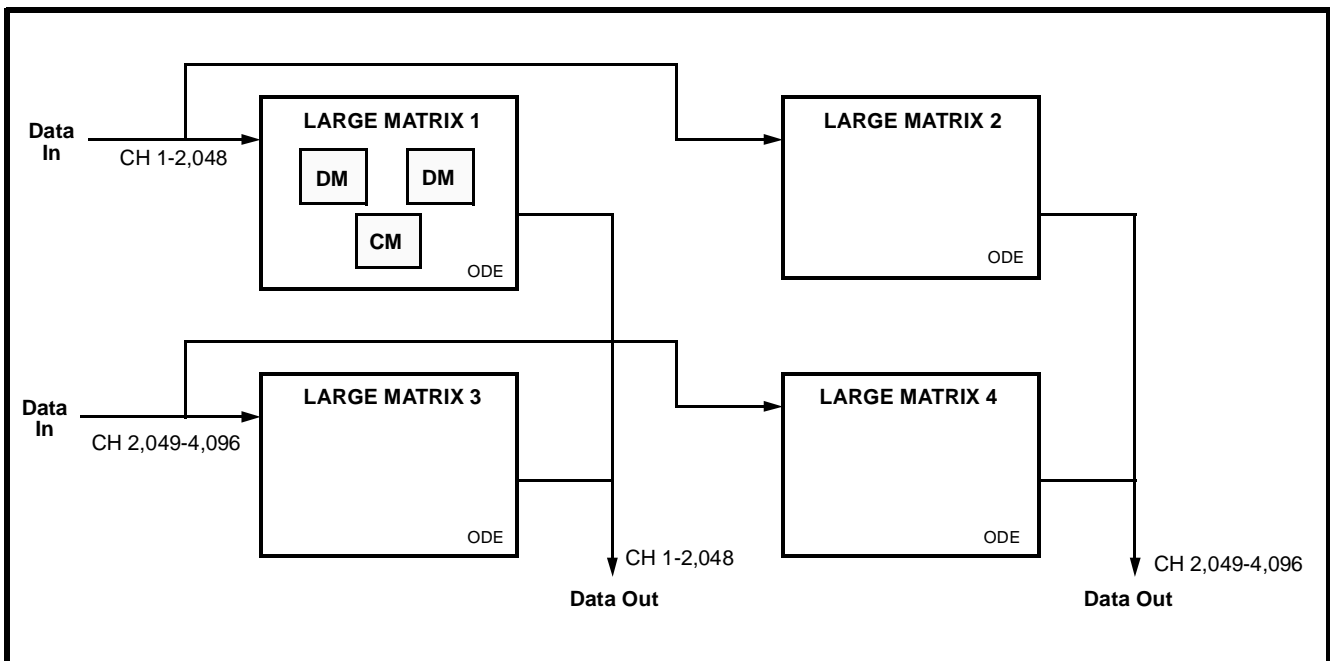 Data
In
CH 1-2,048
LARGE MATRIX 1
DM
DM
CM
ODE
LARGE MATRIX 2
ODE
Data
In
CH 2,049-4,096
LARGE MATRIX 3
ODE
LARGE MATRIX 4
ODE
CH 1-2,048
Data Out
CH 2,049-4,096
Data Out